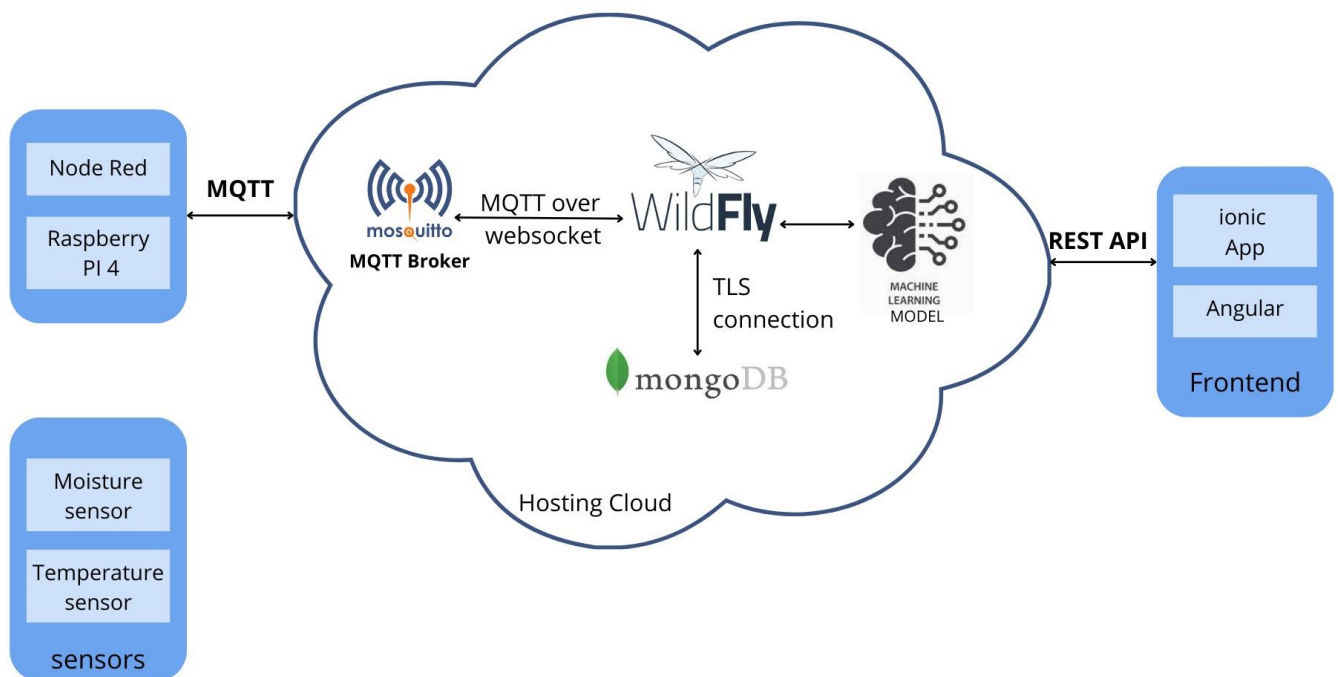 Node Red
Raspberry
PI 4
MQTT
mosquitto
MQTT Broker
MQTT over
websocket
WildFly
MACHINE
LEARNING
MODEL
TLS
connection
mongoDB
Hosting Cloud
REST API
ionic
App
Angular
Frontend
Moisture
sensor
Temperature
sensor
sensors